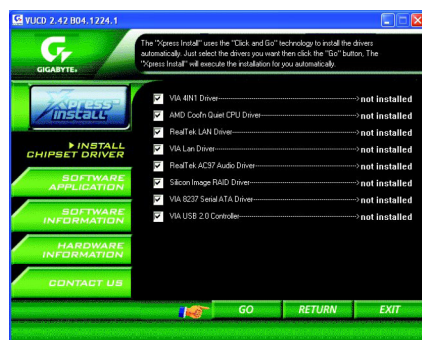 VUCD 2.42 B04.1224.1
GIGABYTE
The "Xpress Install" uses the "Click and Go" technology to install the drivers
automatically. Just select the drivers you want then click the "Go" button, The
"Xpress Install" will execute the installation for you automatically.
Xpress
INSTALL
INSTALL
CHIPSET DRIVER
SOFTWARE
APPLICATION
SOFTWARE
INFORMATION
HARDWARE
INFORMATION
CONTACT US
VIA 4IN1 Driver not installed
AMD Cool'n Quiet CPU Driver not installed
RealTek LAN Driver not installed
VIA Lan Driver not installed
RealTek AC97 Audio Driver not installed
Silicon Image RAID Driver not installed
VIA 8237 Serial ATA Driver not installed
VIA USB 2.0 Controller not installed
GO RETURN EXIT